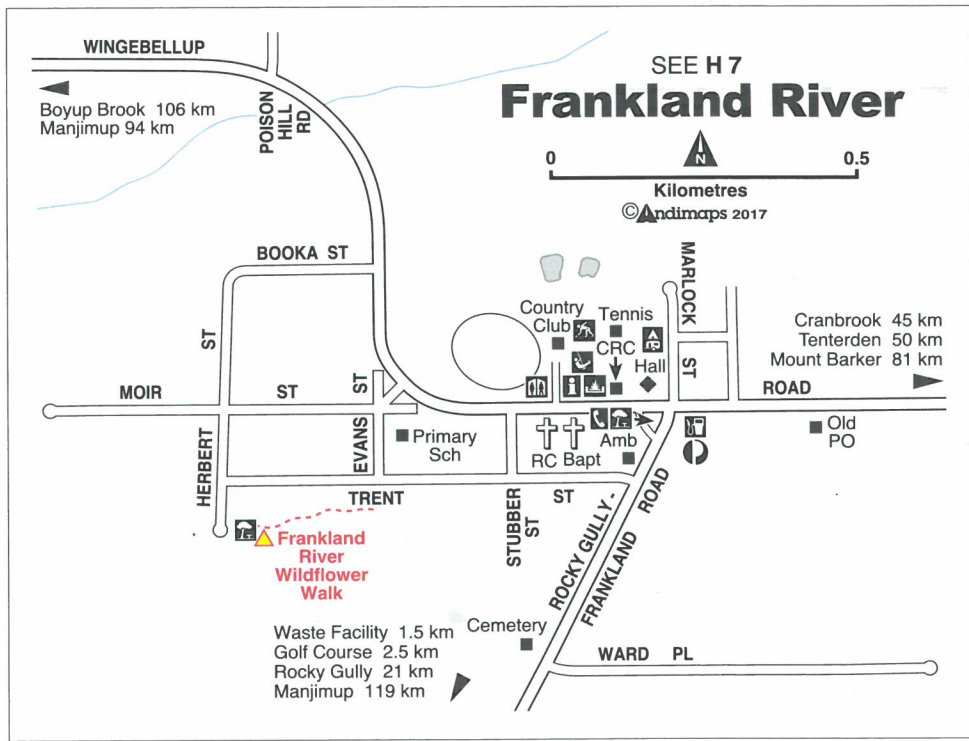 WINGEBELLUP
Boyup Brook 106 km
Manjimup 94 km
POISON
HILL
RD
SEE H 7
Frankland River
N
0 0.5
Kilometres
© Andimaps 2017
BOOKA ST
MARLOCK
ST
Country
Club
Tennis
CRC
Hall
i
Cranbrook 45 km
Tenterden 50 km
Mount Barker 81 km
ROAD
MOIR ST
HERBERT ST
EVANS ST
Primary
Sch
RC Bapt
Amb
Old
PO
TRENT ST
STUBBER
ST
ROCKY GULLY -
FRANKLAND ROAD
Frankland
River
Wildflower
Walk
Waste Facility 1.5 km
Golf Course 2.5 km
Rocky Gully 21 km
Manjimup 119 km
Cemetery
WARD PL